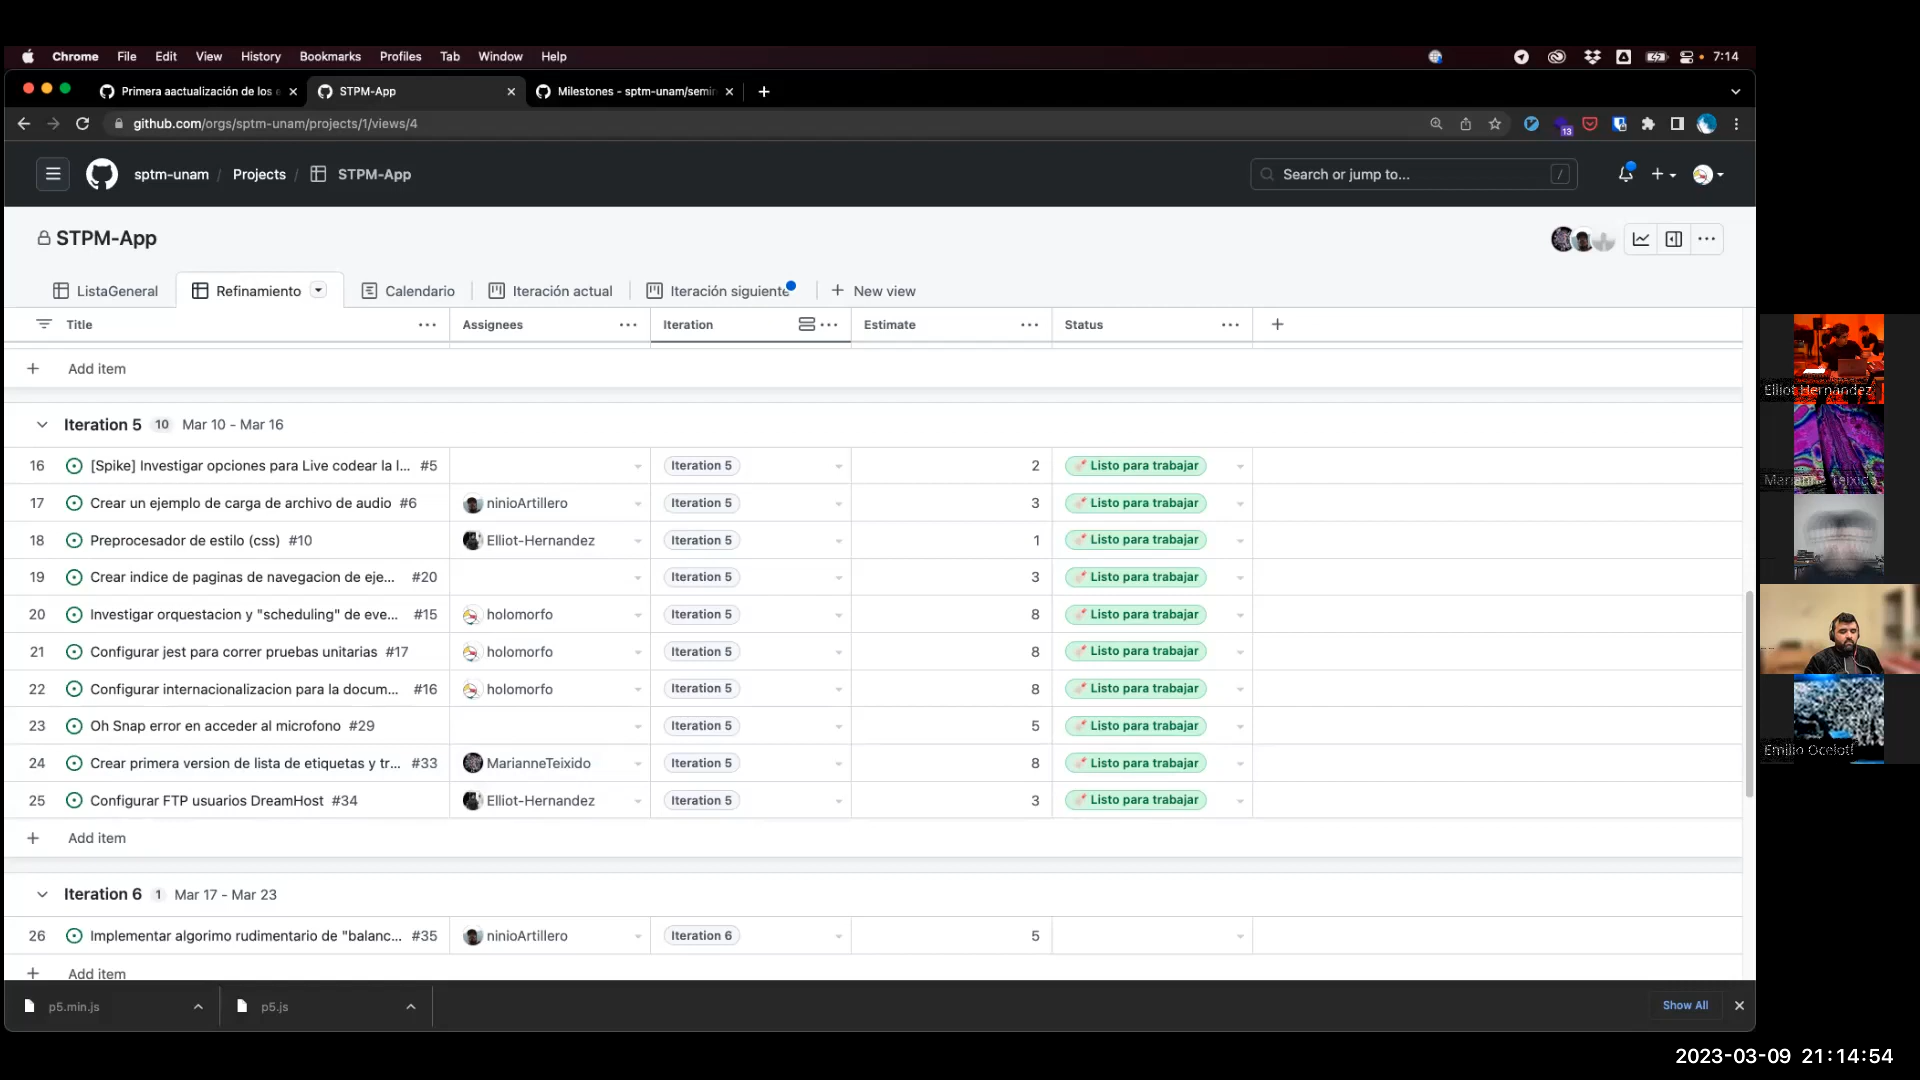 Chrome File Edit View History Bookmarks Profiles Tab Window Help 7:14
Primera aactualización de los e STPM-App Milestones - sptm-unam/semin
github.com/orgs/sptm-unam/projects/1/views/4 13
sptm-unam / Projects / STPM-App Search or jump to... /
STPM-App
ListaGeneral Refinamiento Calendario Iteración actual Iteración siguiente + New view
Title Assignees Iteration Estimate Status
+ Add item
Iteration 5 10 Mar 10 - Mar 16
16 [Spike] Investigar opciones para Live codear la l... #5 Iteration 5 2 Listo para trabajar
17 Crear un ejemplo de carga de archivo de audio #6 ninioArtillero Iteration 5 3 Listo para trabajar
18 Preprocesador de estilo (css) #10 Elliot-Hernandez Iteration 5 1 Listo para trabajar
19 Crear indice de paginas de navegacion de eje... #20 Iteration 5 3 Listo para trabajar
20 Investigar orquestacion y "scheduling" de eve... #15 holomorfo Iteration 5 8 Listo para trabajar
21 Configurar jest para correr pruebas unitarias #17 holomorfo Iteration 5 8 Listo para trabajar
22 Configurar internacionalizacion para la docum... #16 holomorfo Iteration 5 8 Listo para trabajar
23 Oh Snap error en acceder al microfono #29 Iteration 5 5 Listo para trabajar
24 Crear primera version de lista de etiquetas y tr... #33 MarianneTeixido Iteration 5 8 Listo para trabajar
25 Configurar FTP usuarios DreamHost #34 Elliot-Hernandez Iteration 5 3 Listo para trabajar
+ Add item
Iteration 6 1 Mar 17 - Mar 23
26 Implementar algorimo rudimentario de "balanc... #35 ninioArtillero Iteration 6 5
+ Add item
p5.min.js p5.js Show All
Elliot Hernández
Marianne Teixido
Emilio Ocelotl
2023-03-09 21:14:54